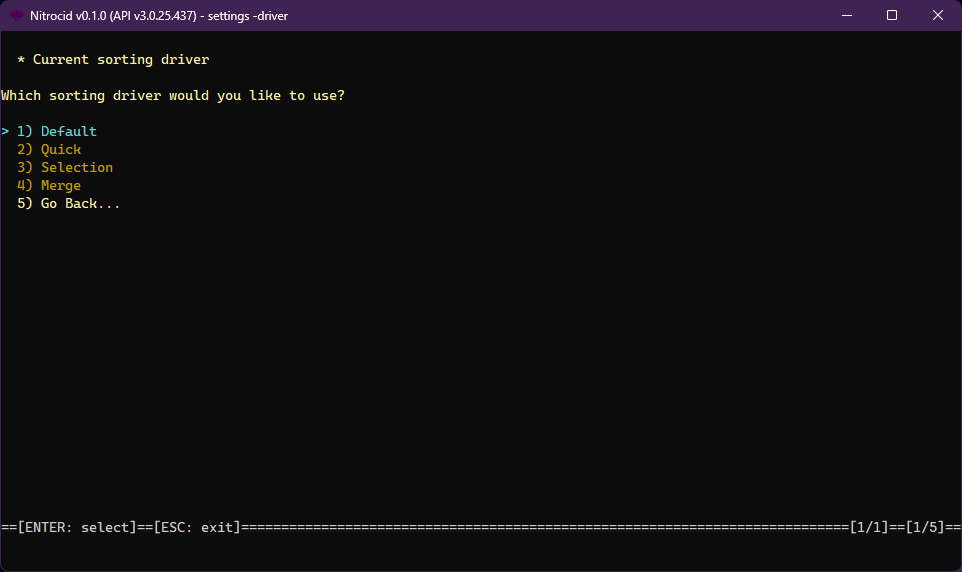 Nitrocid v0.1.0 (API v3.0.25.437) - settings -driver
* Current sorting driver
Which sorting driver would you like to use?
> 1) Default
2) Quick
3) Selection
4) Merge
5) Go Back...
==[ENTER: select]==[ESC: exit]============================================================================[1/1]==[1/5]==